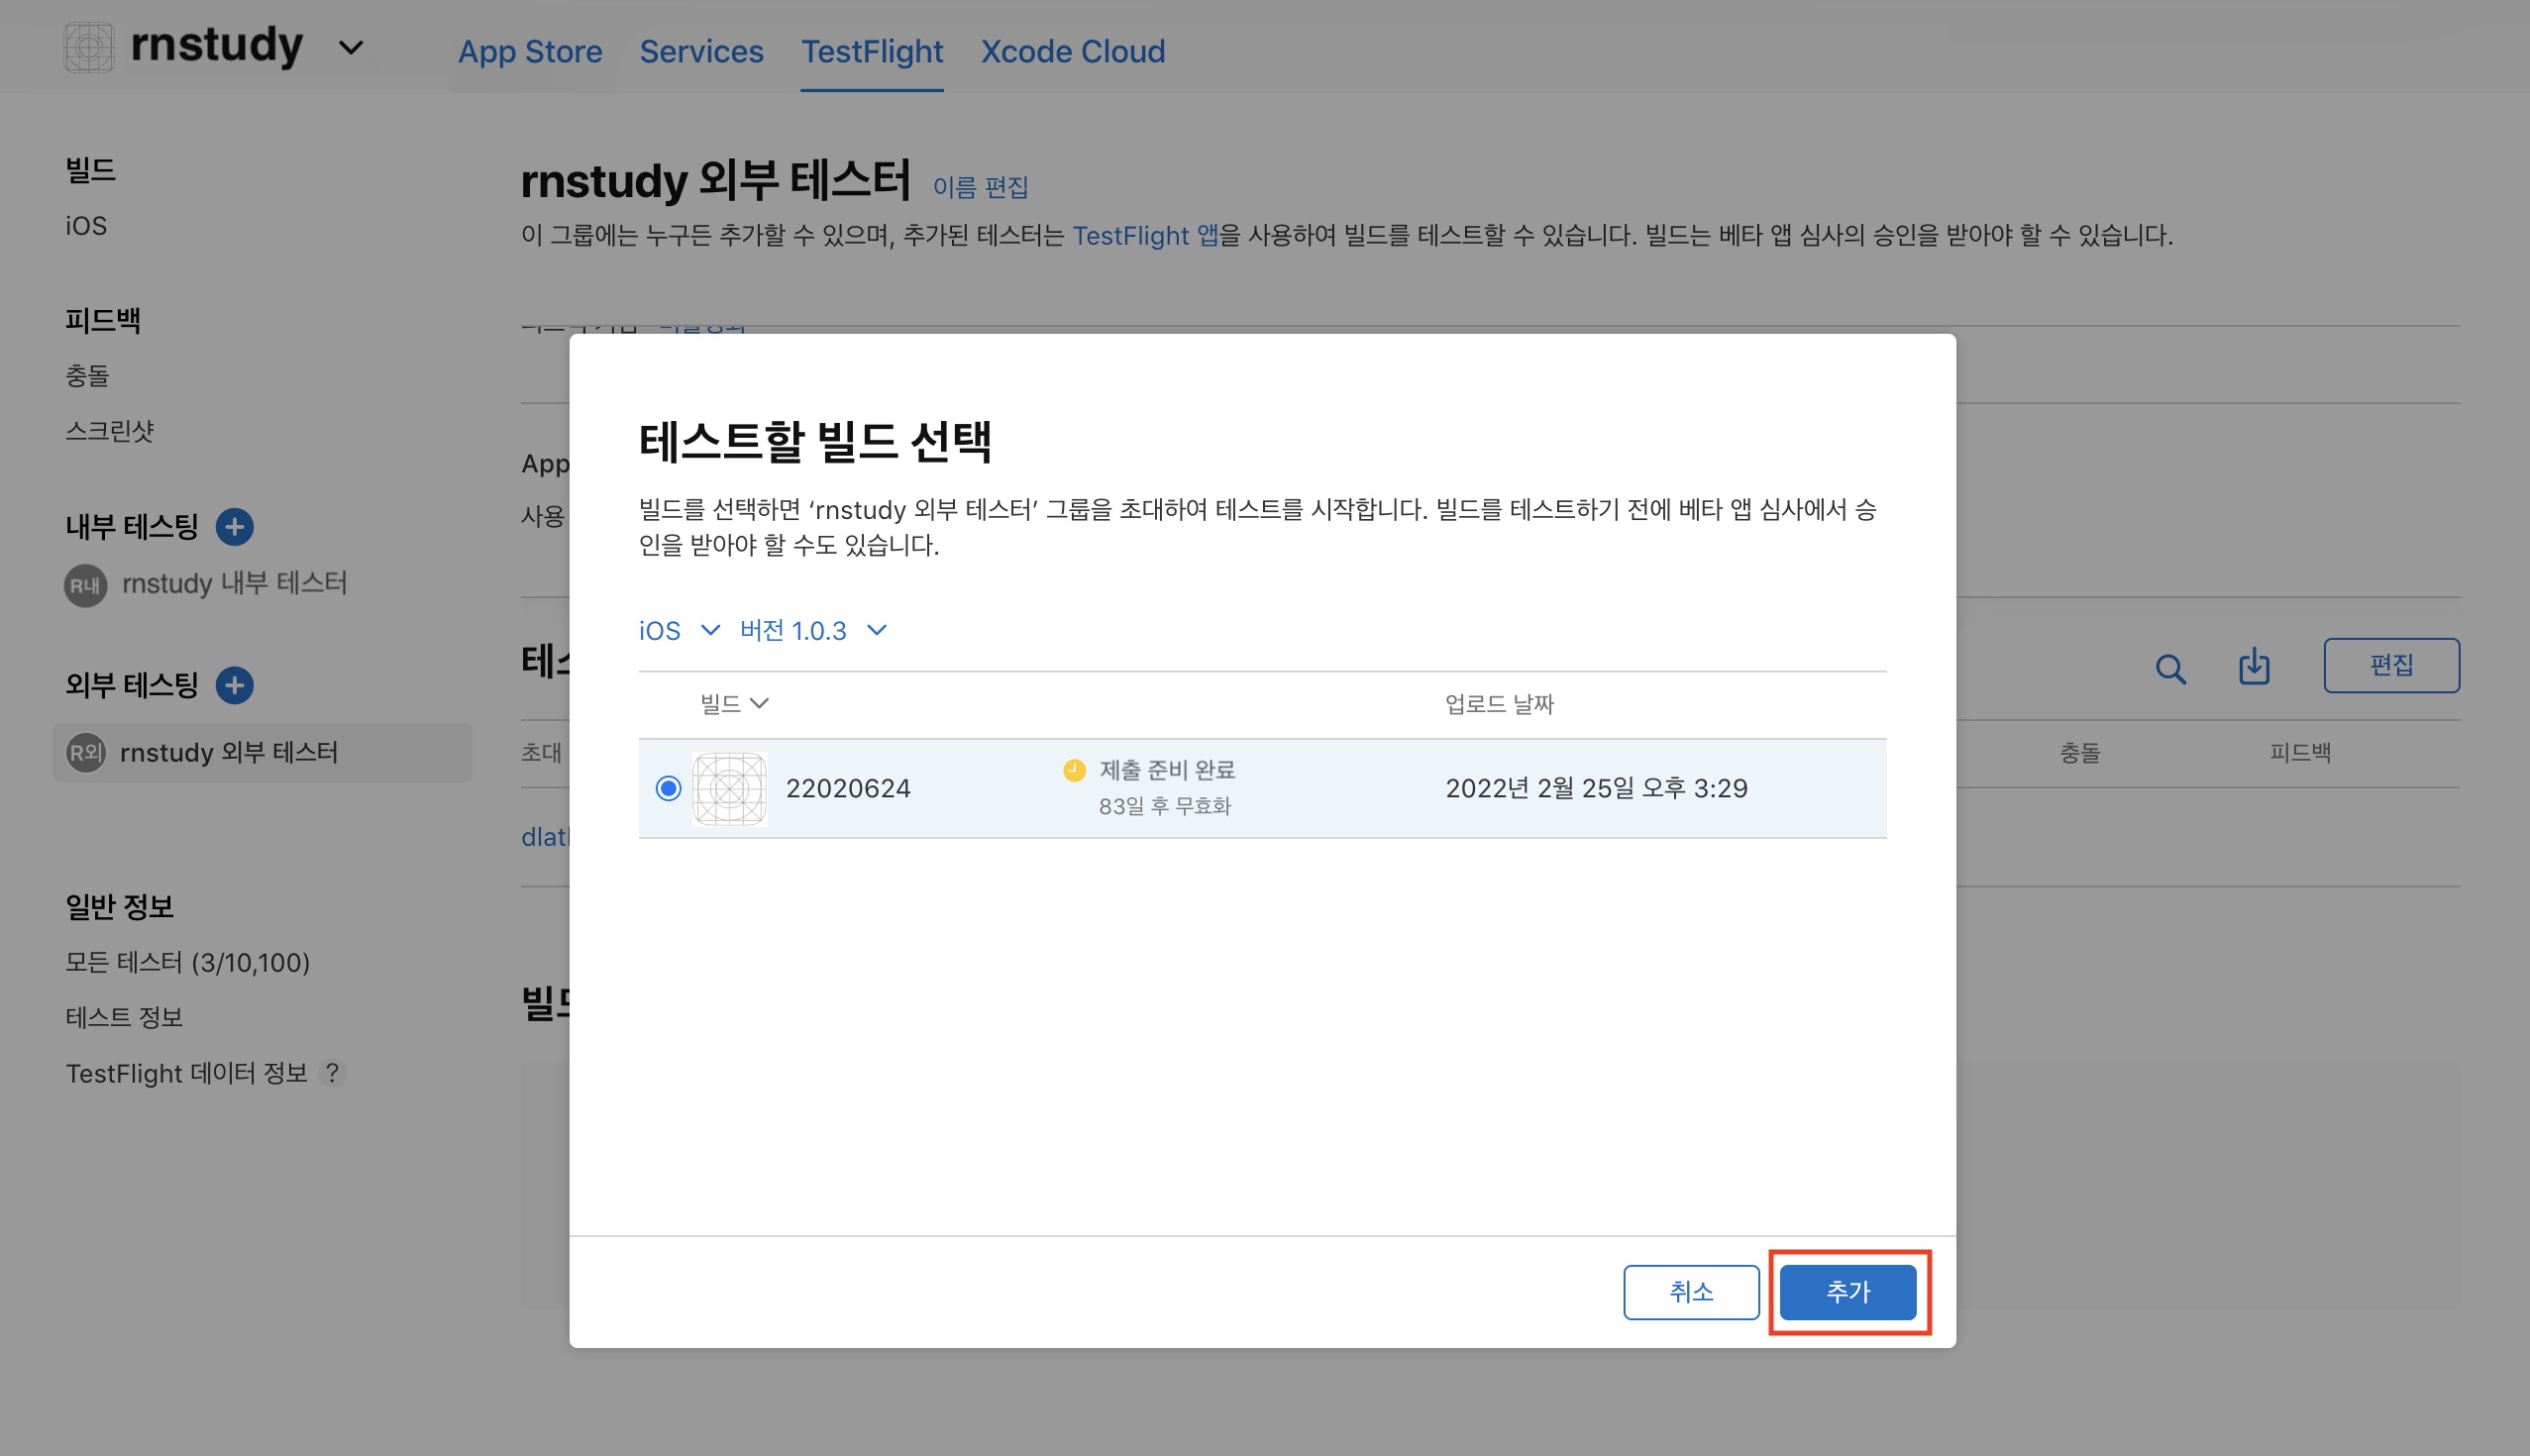 rnstudy
App Store Services TestFlight Xcode Cloud
빌드
iOS
피드백
충돌
스크린샷
내부 테스팅
R내 rnstudy 내부 테스터
외부 테스팅
R외 rnstudy 외부 테스터
일반 정보
모든 테스터 (3/10,100)
테스트 정보
TestFlight 데이터 정보 ?
rnstudy 외부 테스터 이름 편집
이 그룹에는 누구든 추가할 수 있으며, 추가된 테스터는 TestFlight 앱을 사용하여 빌드를 테스트할 수 있습니다. 빌드는 베타 앱 심사의 승인을 받아야 할 수 있습니다.
App
사용
편집
초대
충돌 피드백
테스트할 빌드 선택
빌드를 선택하면 ‘rnstudy 외부 테스터’ 그룹을 초대하여 테스트를 시작합니다. 빌드를 테스트하기 전에 베타 앱 심사에서 승
인을 받아야 할 수도 있습니다.
iOS 버전 1.0.3
빌드 업로드 날짜
22020624
제출 준비 완료
83일 후 무효화
2022년 2월 25일 오후 3:29
취소 추가